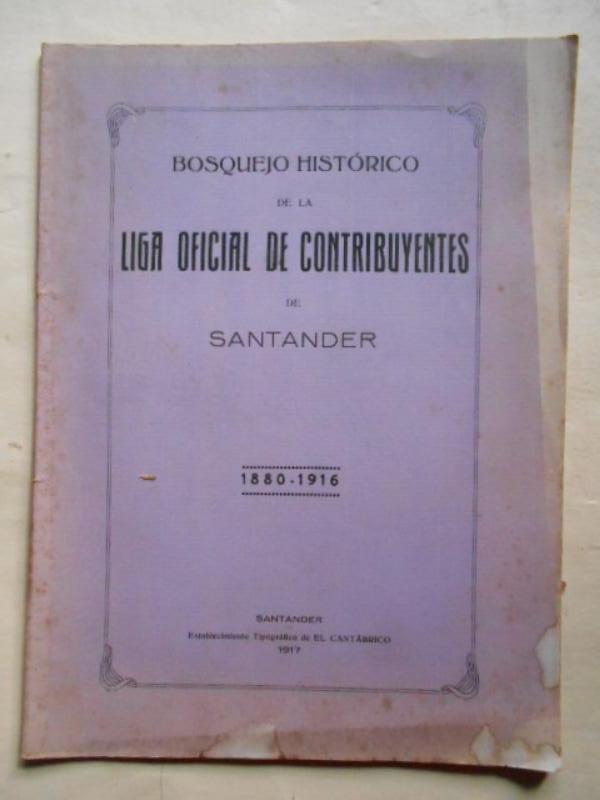 BOSQUEJO HISTÓRICO
DE LA
LIGA OFICIAL DE CONTRIBUYENTES
DE
SANTANDER
1880-1916
SANTANDER
Establecimiento Tipográfico de EL CANTÁBRICO
1917